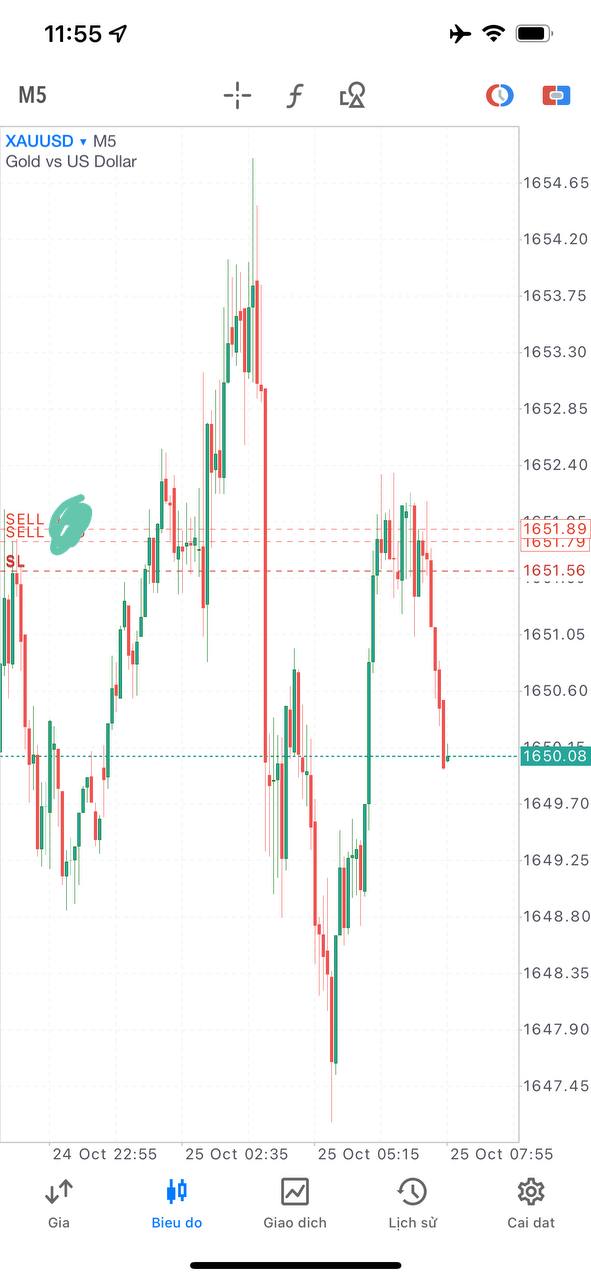 11:55
M5
XAUUSD ▾ M5
Gold vs US Dollar
1654.65
1654.20
1653.75
1653.30
1652.85
1652.40
SELL
1651.89
SELL
1651.79
SL
1651.56
1651.05
1650.60
1650.08
1649.70
1649.25
1648.80
1648.35
1647.90
1647.45
24 Oct 22:55 25 Oct 02:35 25 Oct 05:15 25 Oct 07:55
Gia Bieu do Giao dich Lịch sử Cai dat